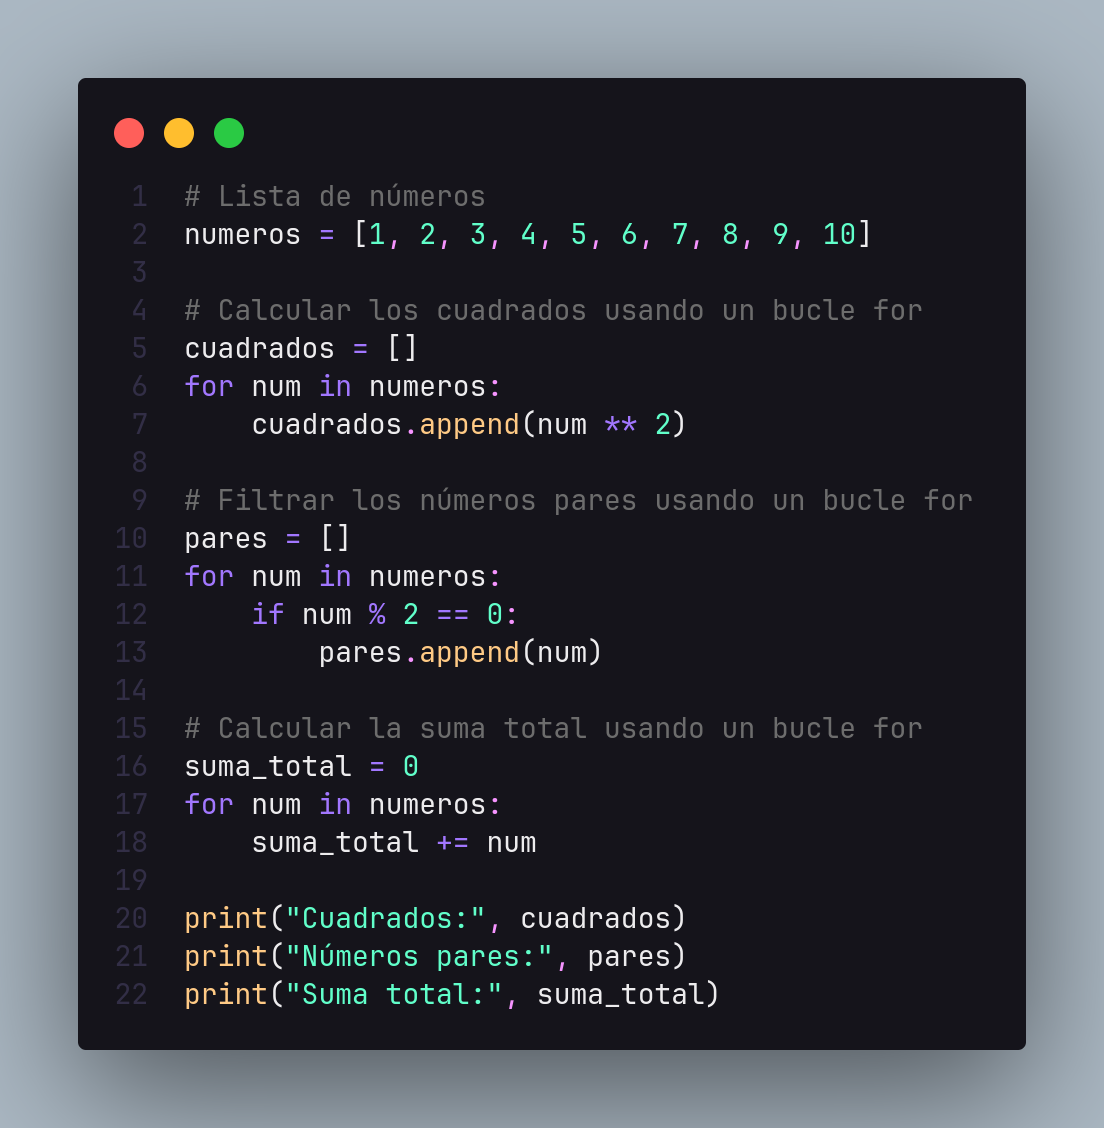 1 # Lista de números
2 numeros = [1, 2, 3, 4, 5, 6, 7, 8, 9, 10]
3
4 # Calcular los cuadrados usando un bucle for
5 cuadrados = []
6 for num in numeros:
7     cuadrados.append(num ** 2)
8
9 # Filtrar los números pares usando un bucle for
10 pares = []
11 for num in numeros:
12     if num % 2 == 0:
13         pares.append(num)
14
15 # Calcular la suma total usando un bucle for
16 suma_total = 0
17 for num in numeros:
18     suma_total += num
19
20 print("Cuadrados:", cuadrados)
21 print("Números pares:", pares)
22 print("Suma total:", suma_total)